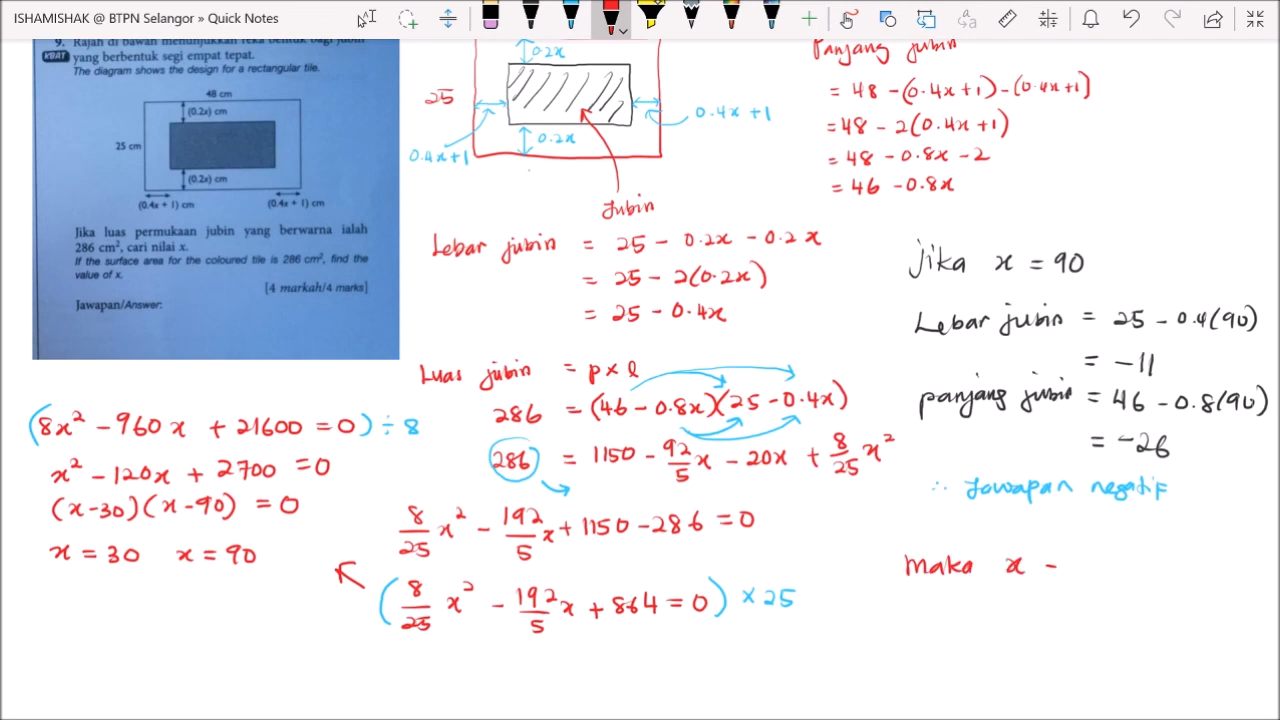 ISHAMISHAK @ BTPN Selangor » Quick Notes
9. Rajah di bawah menunjukkan reka bentuk bagi jubin
KBAT yang berbentuk segi empat tepat.
The diagram shows the design for a rectangular tile.
48 cm
(0.2x) cm
25 cm
(0.2x) cm
(0.4x + 1) cm
(0.4x + 1) cm
Jika luas permukaan jubin yang berwarna ialah
286 cm², cari nilai x.
If the surface area for the coloured tile is 286 cm², find the
value of x.
[4 markah/4 marks]
Jawapan/Answer:
0.2x
25
0.4x+1
0.4x+1
0.2x
Jubin
Panjang jubin
= 48 -(0.4x+1)-(0.4x+1)
= 48 - 2(0.4x+1)
= 48 - 0.8x - 2
= 46 - 0.8x
Lebar jubin = 25 - 0.2x - 0.2x
= 25 - 2(0.2x)
= 25 - 0.4x
Luas jubin = p x l
286 = (46 - 0.8x)(25 - 0.4x)
286 = 1150 - 92/5 x - 20x + 8/25 x²
8/25 x² - 192/5 x + 1150 - 286 = 0
(8/25 x² - 192/5 x + 864 = 0) × 25
(8x² - 960x + 21600 = 0) ÷ 8
x² - 120x + 2700 = 0
(x-30)(x-90) = 0
x = 30 x = 90
Jika x = 90
Lebar jubin = 25 - 0.4(90)
= -11
panjang jubin = 46 - 0.8(90)
= -26
∴ Jawapan negatif
Maka x -